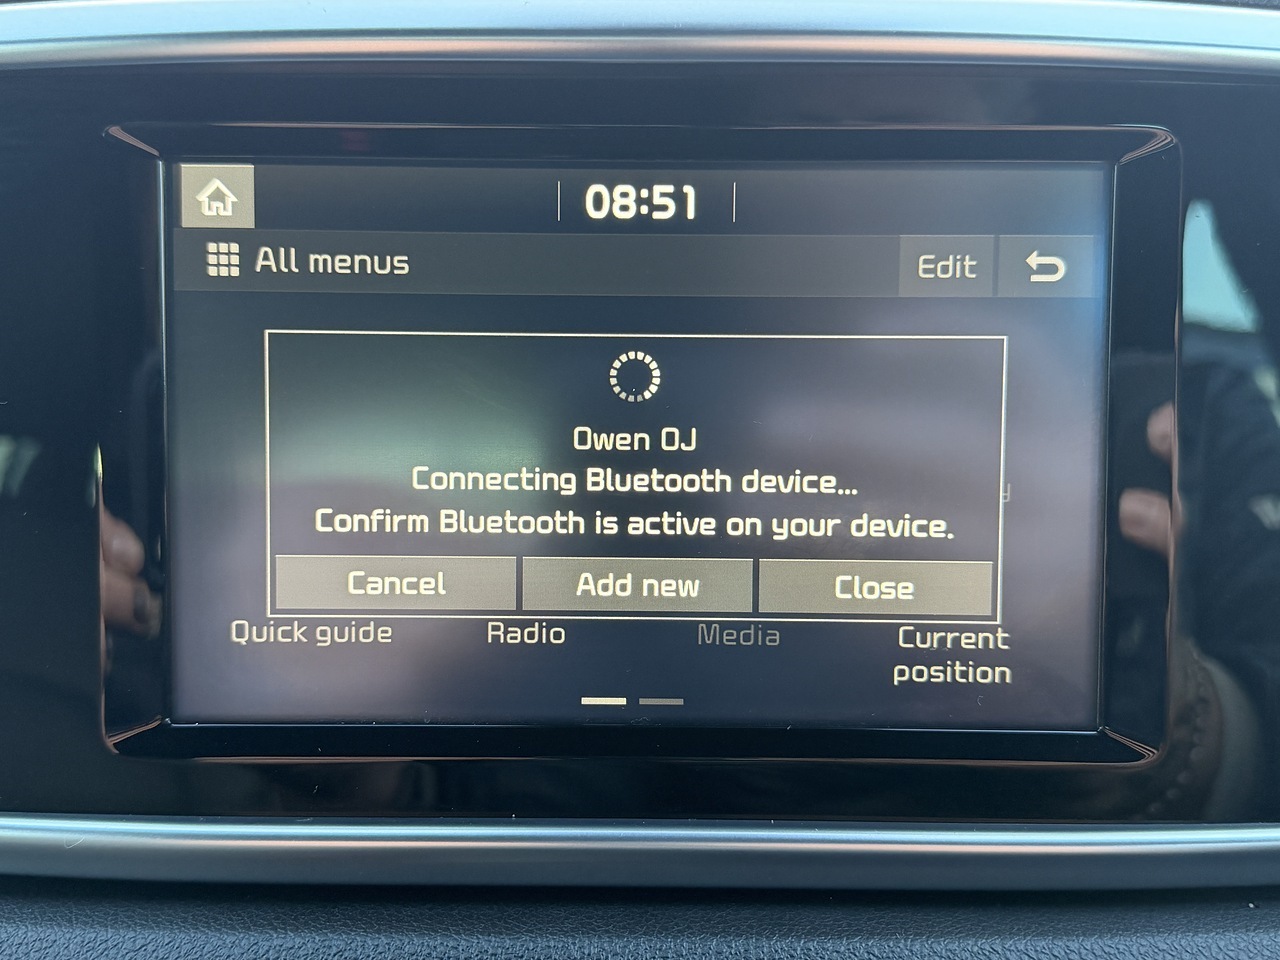 08:51
All menus
Edit
Owen OJ
Connecting Bluetooth device...
Confirm Bluetooth is active on your device.
Cancel
Add new
Close
Quick guide
Radio
Media
Current
position